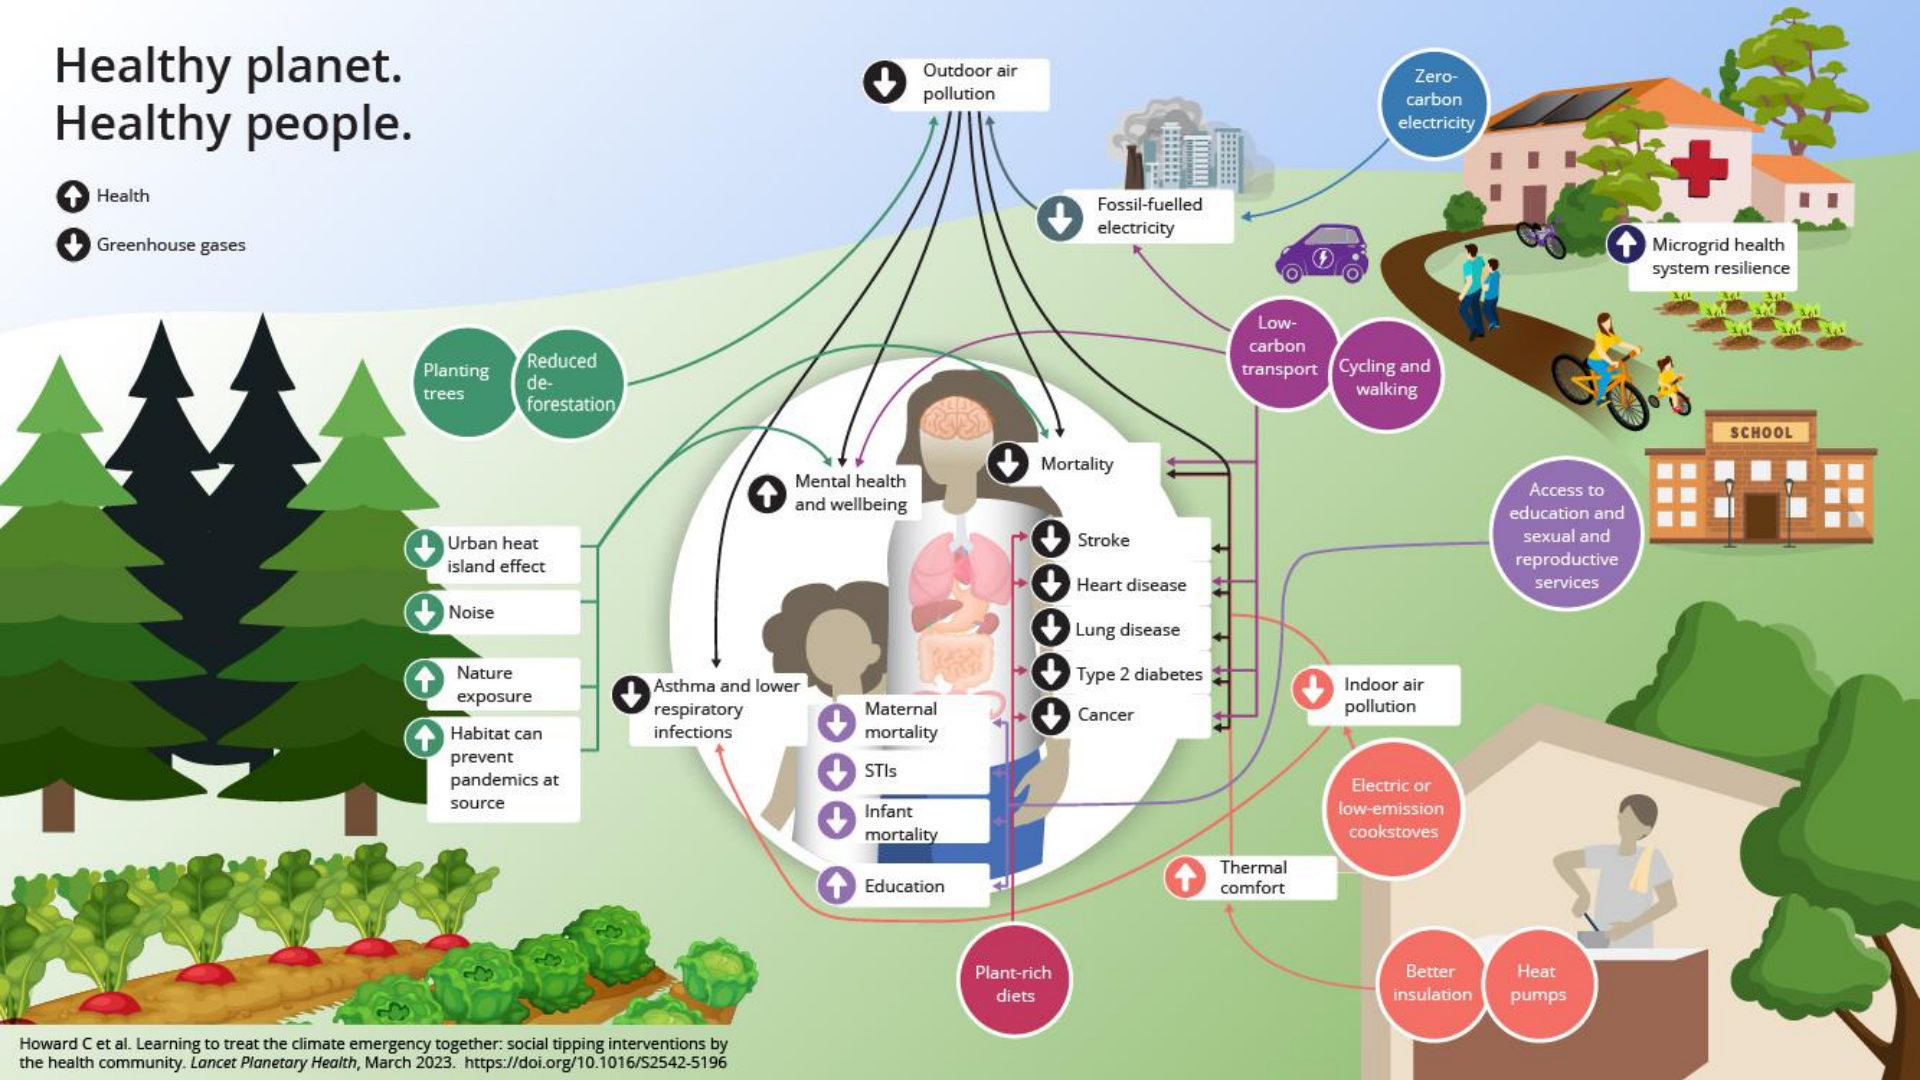 Healthy planet.
Healthy people.
Health
Greenhouse gases
Outdoor air
pollution
Zero-
carbon
electricity
Fossil-fuelled
electricity
Microgrid health
system resilience
Low-
carbon
transport
Cycling and
walking
Planting
trees
Reduced
de-
forestation
SCHOOL
Mortality
Mental health
and wellbeing
Access to
education and
sexual and
reproductive
services
Urban heat
island effect
Noise
Nature
exposure
Habitat can
prevent
pandemics at
source
Stroke
Heart disease
Lung disease
Type 2 diabetes
Cancer
Asthma and lower
respiratory
infections
Maternal
mortality
STIs
Infant
mortality
Education
Indoor air
pollution
Electric or
low-emission
cookstoves
Thermal
comfort
Plant-rich
diets
Better
insulation
Heat
pumps
Howard C et al. Learning to treat the climate emergency together: social tipping interventions by
the health community. Lancet Planetary Health, March 2023. https://doi.org/10.1016/S2542-5196